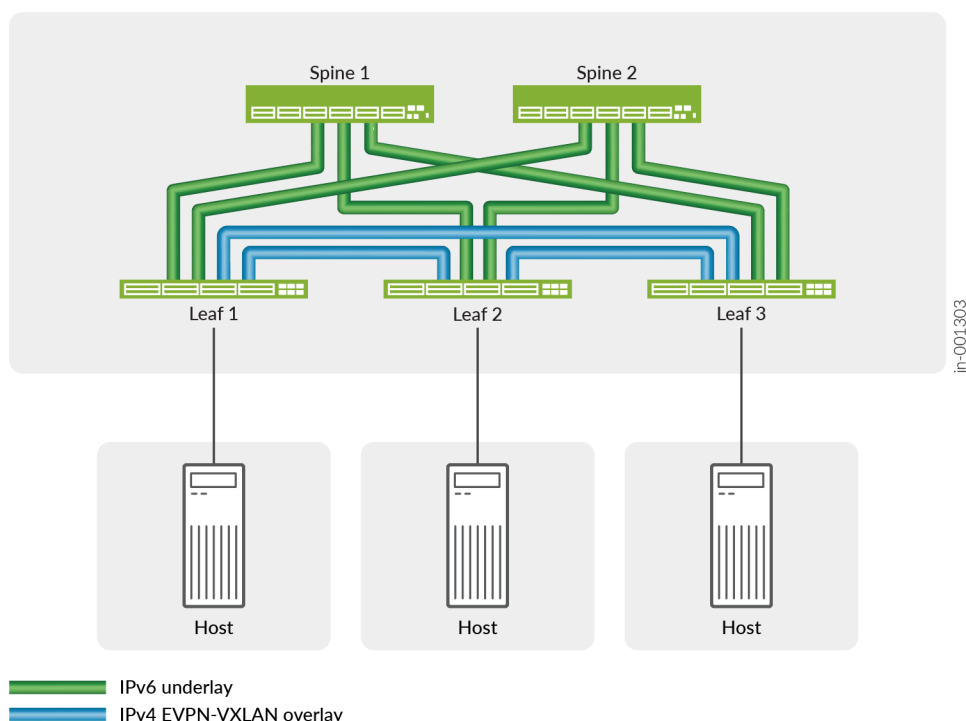 Spine 1
Spine 2
Leaf 1
Leaf 2
Leaf 3
in-001303
Host
Host
Host
IPv6 underlay
IPv4 EVPN-VXLAN overlay